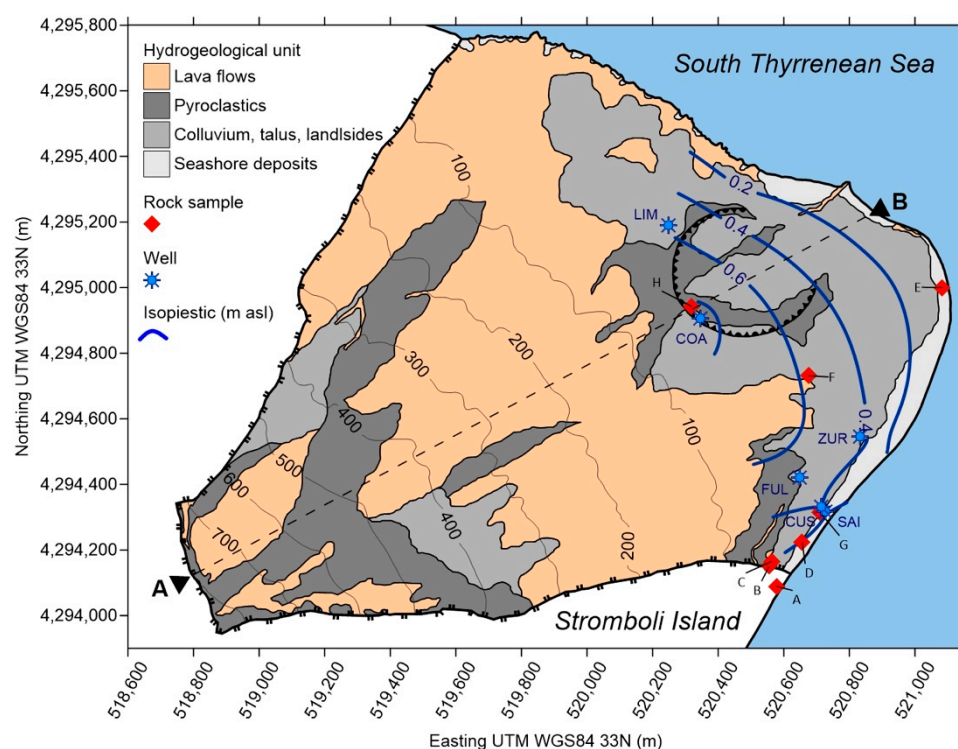 4,295,800
4,295,600
4,295,400
4,295,200
4,295,000
4,294,800
4,294,600
4,294,400
4,294,200
4,294,000
Northing UTM WGS84 33N (m)
Hydrogeological unit
Lava flows
Pyroclastics
Colluvium, talus, landsides
Seashore deposits
Rock sample
Well
Isopiestic (m asl)
South Thyrrenean Sea
100
0.2
B
LIM
0.4
0.6
H
COA
E
200
300
F
400
100
0.4
ZUR
500
FUL
600
400
CUS
SAI
G
700
200
A
C
D
B
A
Stromboli Island
518,600
518,800
519,000
519,200
519,400
519,600
519,800
520,000
520,200
520,400
520,600
520,800
521,000
Easting UTM WGS84 33N (m)